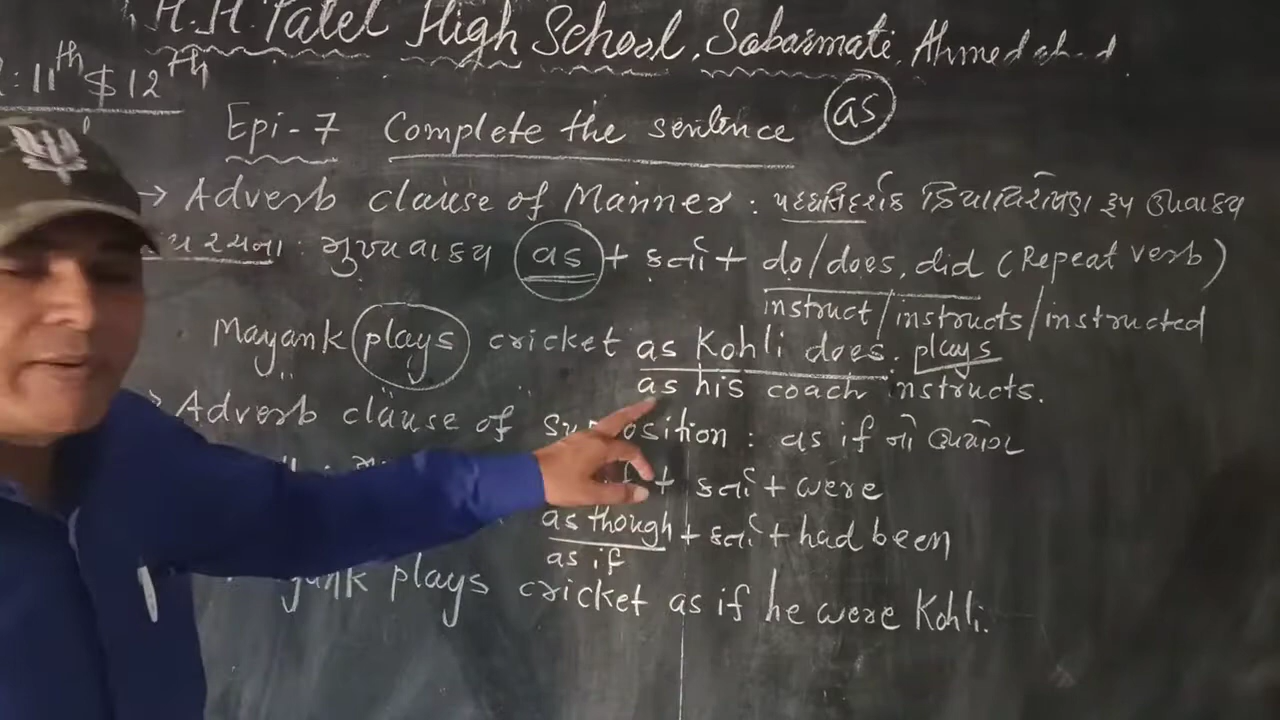 H.H. Patel High School, Sabarmati, Ahmedabad.
: 11th $ 12th
Epi-7 Complete the sentence as
→ Adverb clause of Manner : પદ્ધતિદર્શક ક્રિયાવિશેષણ રૂપ ઉપવાક્ય
રચના : મુખ્યવાક્ય as + કર્તા + do/does, did (Repeat verb)
instruct/instructs/instructed
Mayank plays cricket as Kohli does. plays
as his coach instructs.
Adverb clause of Supposition : as if
+ કર્તા + were
as though + કર્તા + had been
as if
plays cricket as if he were Kohli.